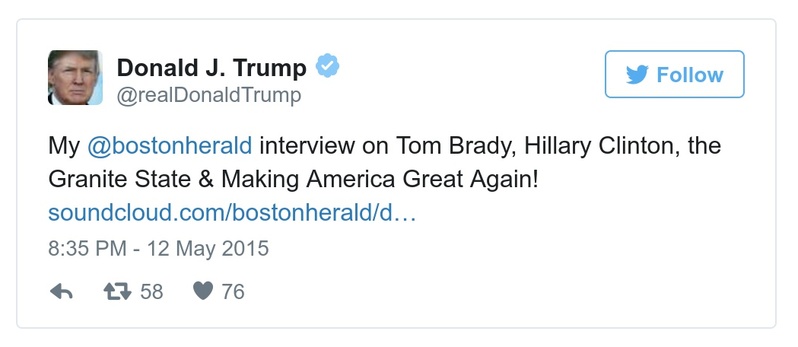 Donald J. Trump
@realDonaldTrump
Follow
My @bostonherald interview on Tom Brady, Hillary Clinton, the
Granite State & Making America Great Again!
soundcloud.com/bostonherald/d…
8:35 PM - 12 May 2015
58 76